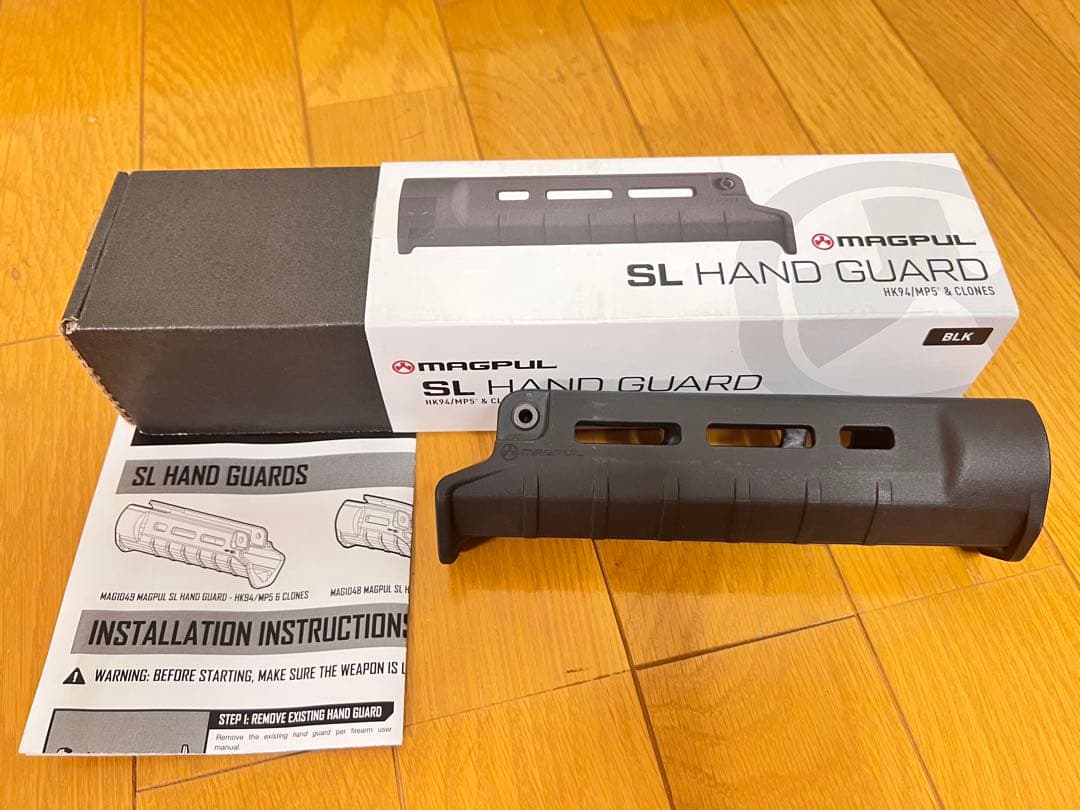 MAGPUL
SL HAND GUARD
HK94/MP5® & CLONES
BLK
MAGPUL
SL HAND GUARD
HK94/MP5® & CL
MAGPUL
SL HAND GUARDS
MAG1049 MAGPUL SL HAND GUARD - HK94/MP5 & CLONES
MAG1048 MAGPUL SL H
INSTALLATION INSTRUCTIONS
WARNING: BEFORE STARTING, MAKE SURE THE WEAPON IS U
STEP 1: REMOVE EXISTING HAND GUARD
Remove the existing hand guard per firearm user
manual.